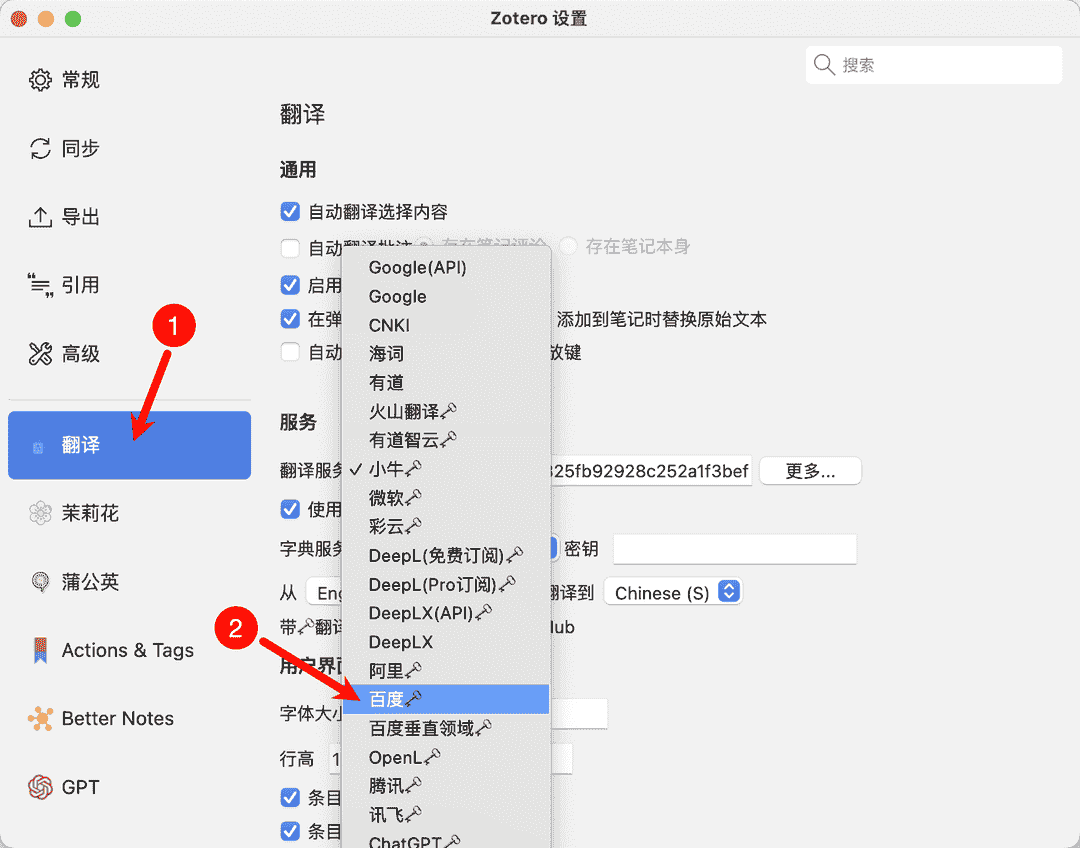 Zotero 设置
搜索
常规
同步
导出
引用
高级
翻译
茉莉花
蒲公英
Actions & Tags
Better Notes
GPT
1
2
翻译
通用
自动翻译选择内容
自动翻译批注 存在笔记评论 存在笔记本身
启用
在弹 添加到笔记时替换原始文本
自动 放键
服务
翻译服务 825fb92928c252a1f3bef 更多...
使用
字典服务 密钥
从 Eng 翻译到 Chinese (S)
带 翻译
用户界面
字体大小
行高 1
条目
条目
Google(API)
Google
CNKI
海词
有道
火山翻译
有道智云
✓ 小牛
微软
彩云
DeepL(免费订阅)
DeepL(Pro订阅)
DeepLX(API)
DeepLX
阿里
百度
百度垂直领域
OpenL
腾讯
讯飞
ChatGPT